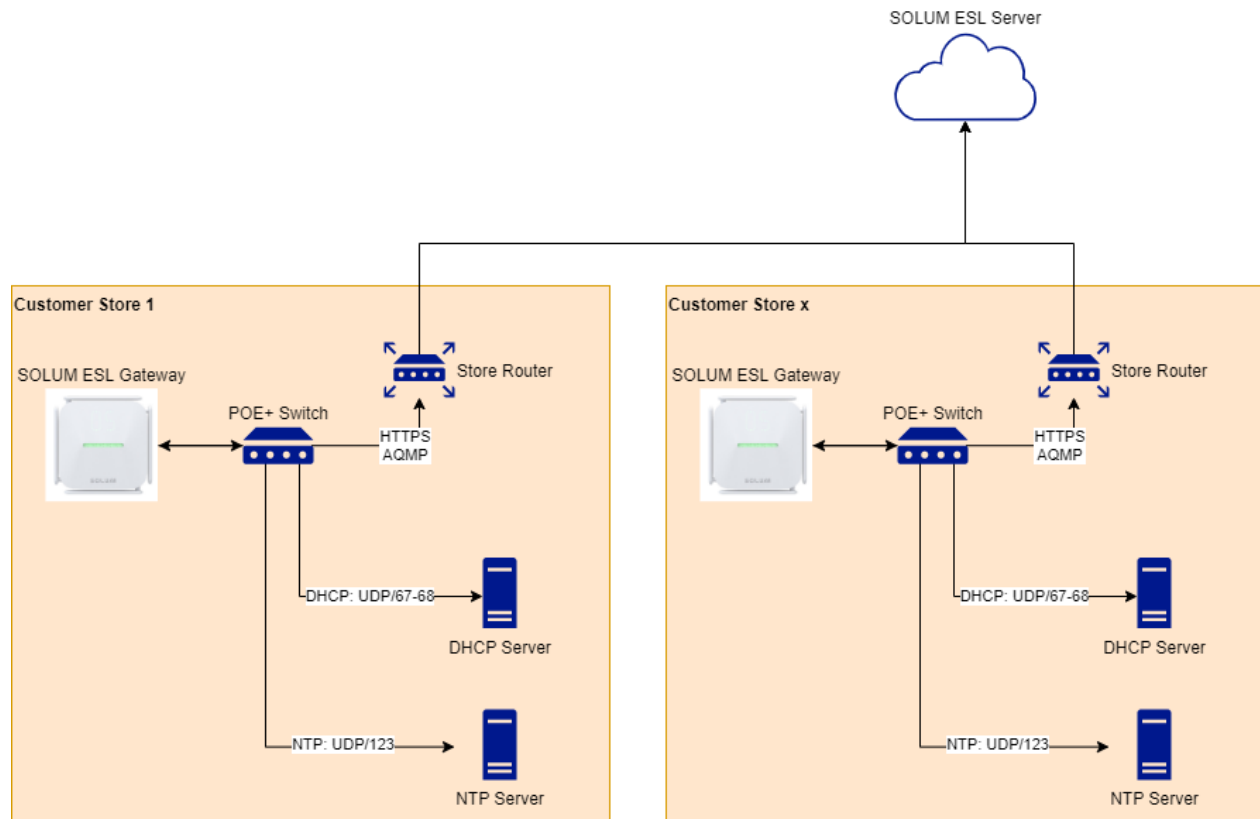 SOLUM ESL Server
Customer Store 1
Store Router
SOLUM ESL Gateway
POE+ Switch
HTTPS
AQMP
SOLUM
DHCP: UDP/67-68
DHCP Server
NTP: UDP/123
NTP Server
Customer Store x
Store Router
SOLUM ESL Gateway
POE+ Switch
HTTPS
AQMP
SOLUM
DHCP: UDP/67-68
DHCP Server
NTP: UDP/123
NTP Server